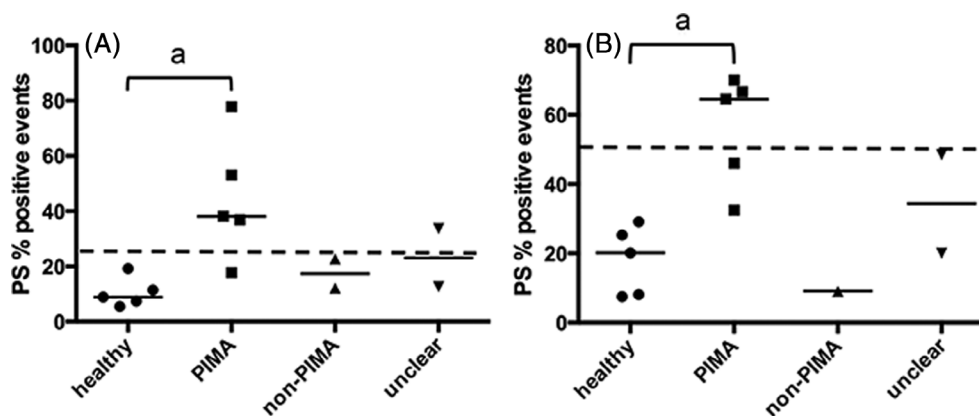 (A)
a
PS % positive events
100
80
60
40
20
0
healthy
PIMA
non-PIMA
unclear
(B)
a
PS % positive events
80
60
40
20
0
healthy
PIMA
non-PIMA
unclear